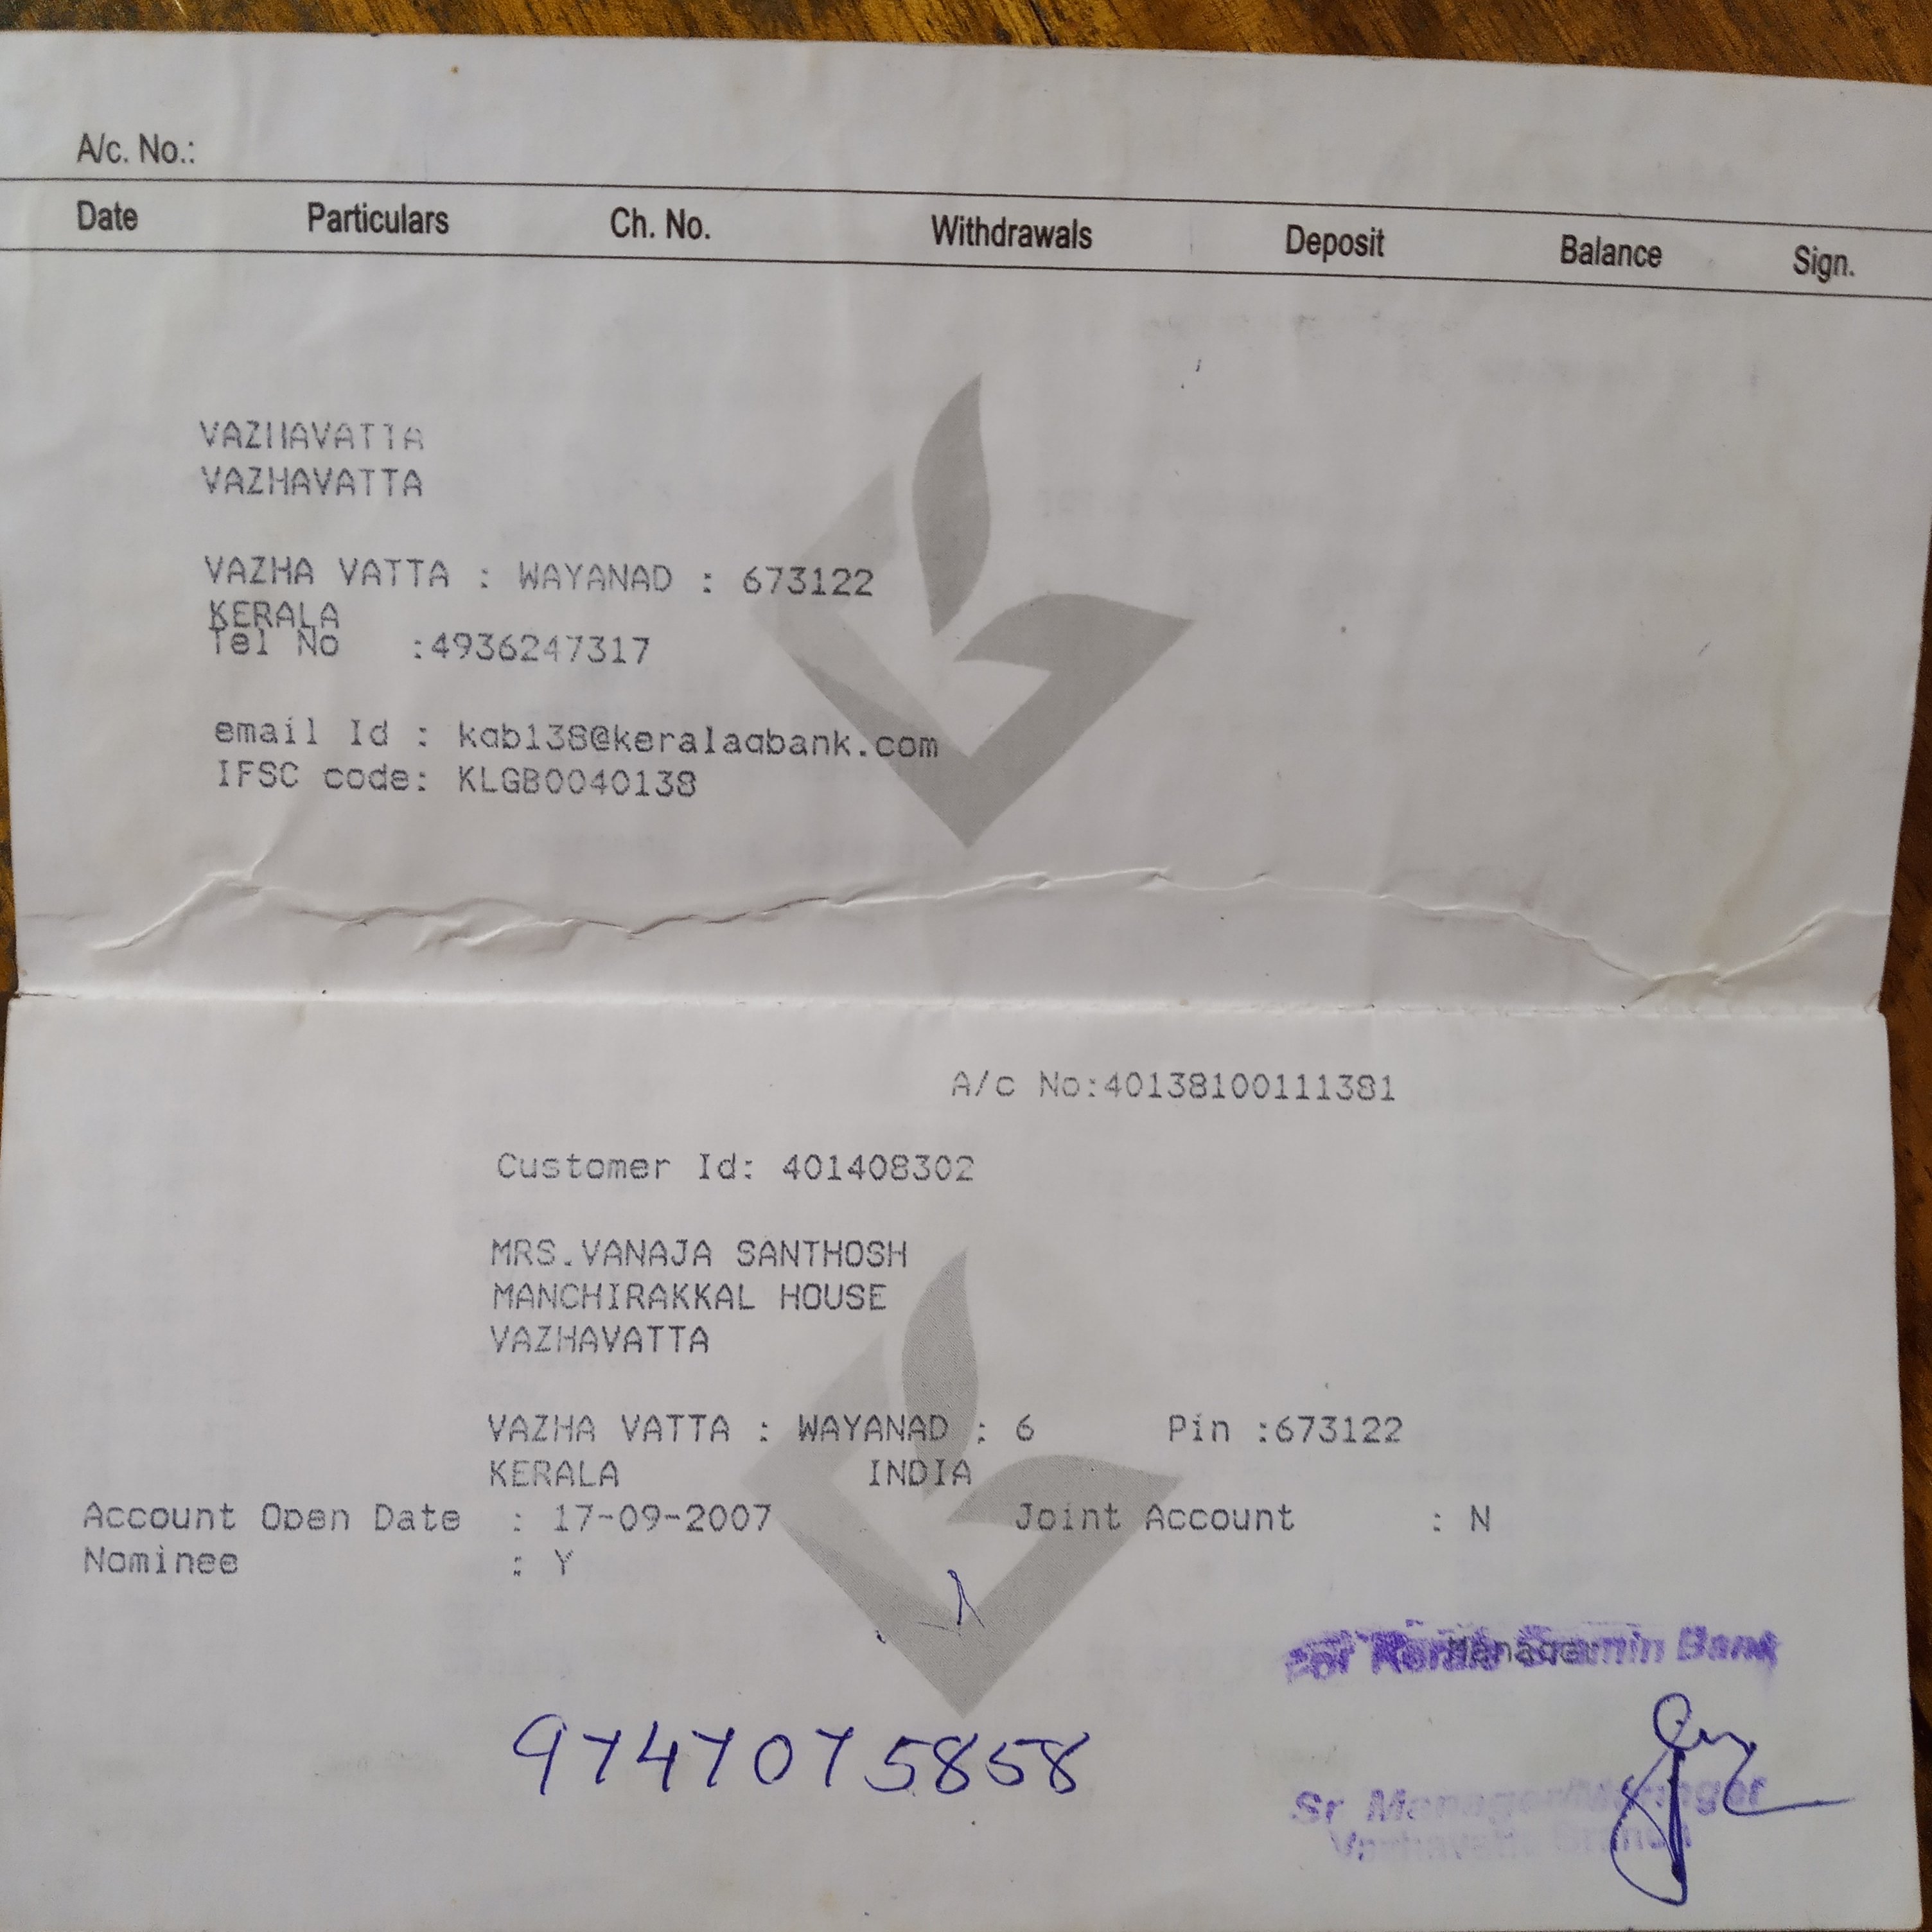 A/c. No.:
Date Particulars Ch. No. Withdrawals Deposit Balance Sign.
VAZHAVATTA
VAZHAVATTA
VAZHA VATTA : WAYANAD : 673122
KERALA
Tel No :4936247317
email Id : kgb138@keralagbank.com
IFSC code: KLGB0040138
A/c No:40138100111381
Customer Id: 401408302
MRS.VANAJA SANTHOSH
MANCHIRAKKAL HOUSE
VAZHAVATTA
VAZHA VATTA : WAYANAD : 6 Pin :673122
KERALA INDIA
Account Open Date : 17-09-2007 Joint Account : N
Nominee : Y
For Kerala Gramin Bank
Manager
9747075858
Sr. Manager/Manager
Vazhavatta Branch